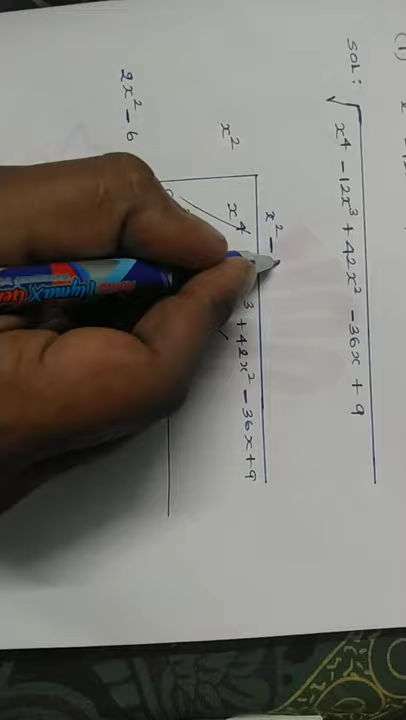 (1)
SOL: √x⁴ - 12x³ + 42x² - 36x + 9
x² -
x² x⁴ ³ + 42x² - 36x + 9
2x² - 6